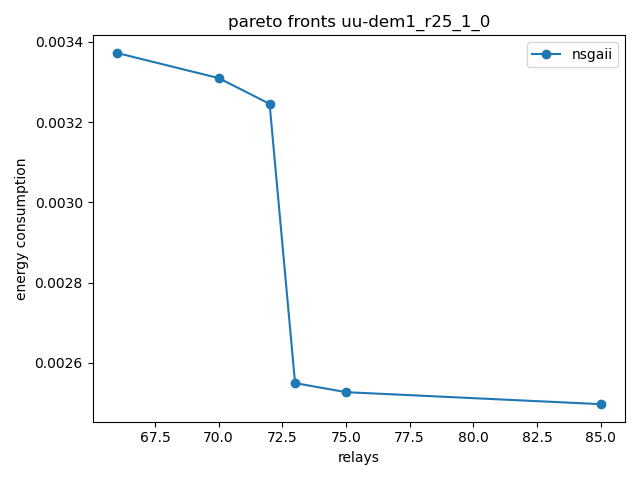 pareto fronts uu-dem1_r25_1_0
nsgaii
energy consumption
0.0034
0.0032
0.0030
0.0028
0.0026
67.5 70.0 72.5 75.0 77.5 80.0 82.5 85.0
relays